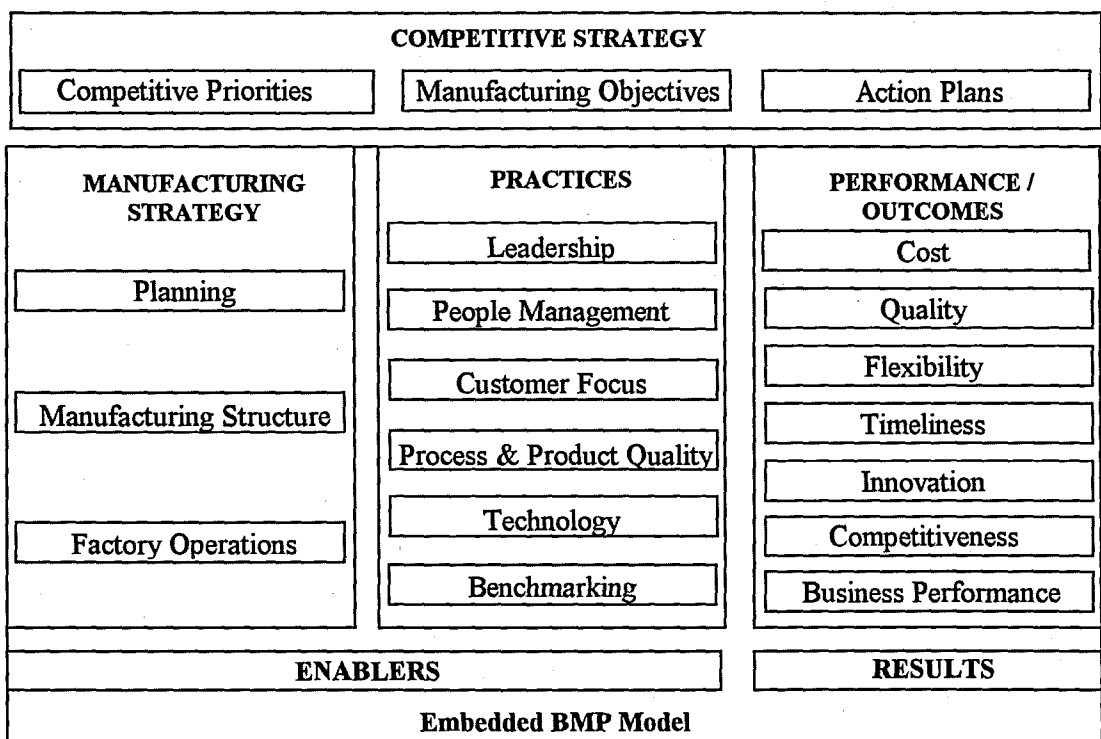 COMPETITIVE STRATEGY
Competitive Priorities
Manufacturing Objectives
Action Plans
MANUFACTURING
STRATEGY
Planning
Manufacturing Structure
Factory Operations
PRACTICES
Leadership
People Management
Customer Focus
Process & Product Quality
Technology
Benchmarking
PERFORMANCE /
OUTCOMES
Cost
Quality
Flexibility
Timeliness
Innovation
Competitiveness
Business Performance
ENABLERS
RESULTS
Embedded BMP Model